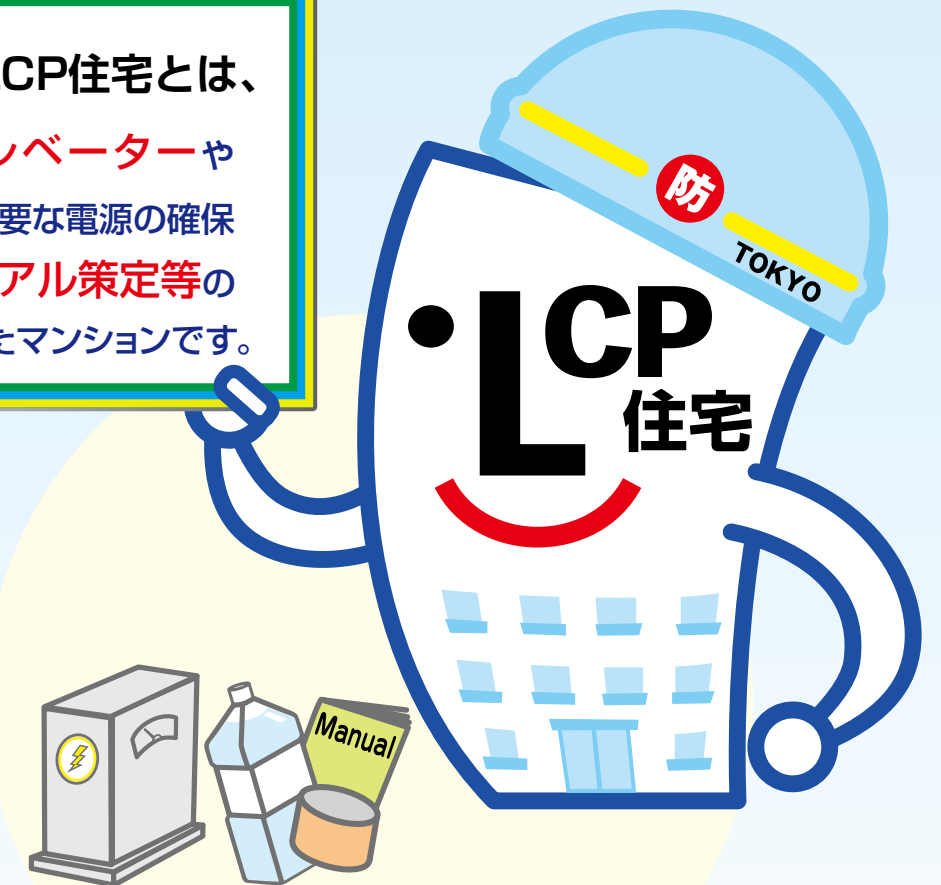 CP住宅とは、
ベーターや
要な電源の確保
アル策定等の
たマンションです。
防
TOKYO
LCP
住宅
Manual